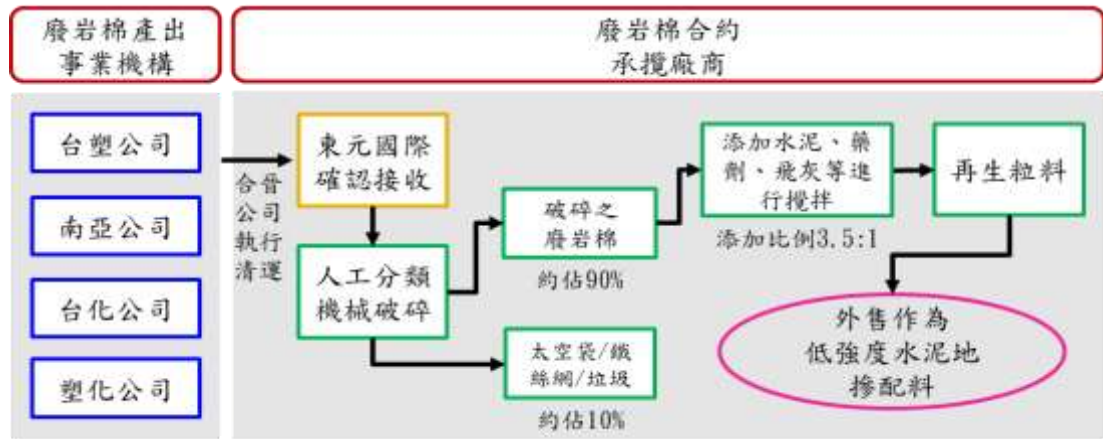 廢岩棉產出
事業機構
廢岩棉合約
承攬廠商
台塑公司
南亞公司
台化公司
塑化公司
合晉
公司
執行
清運
東元國際
確認接收
人工分類
機械破碎
破碎之
廢岩棉
約佔90%
太空袋/鐵
絲網/垃圾
約佔10%
添加水泥、藥
劑、飛灰等進
行攪拌
添加比例3.5:1
再生粒料
外售作為
低強度水泥地
摻配料